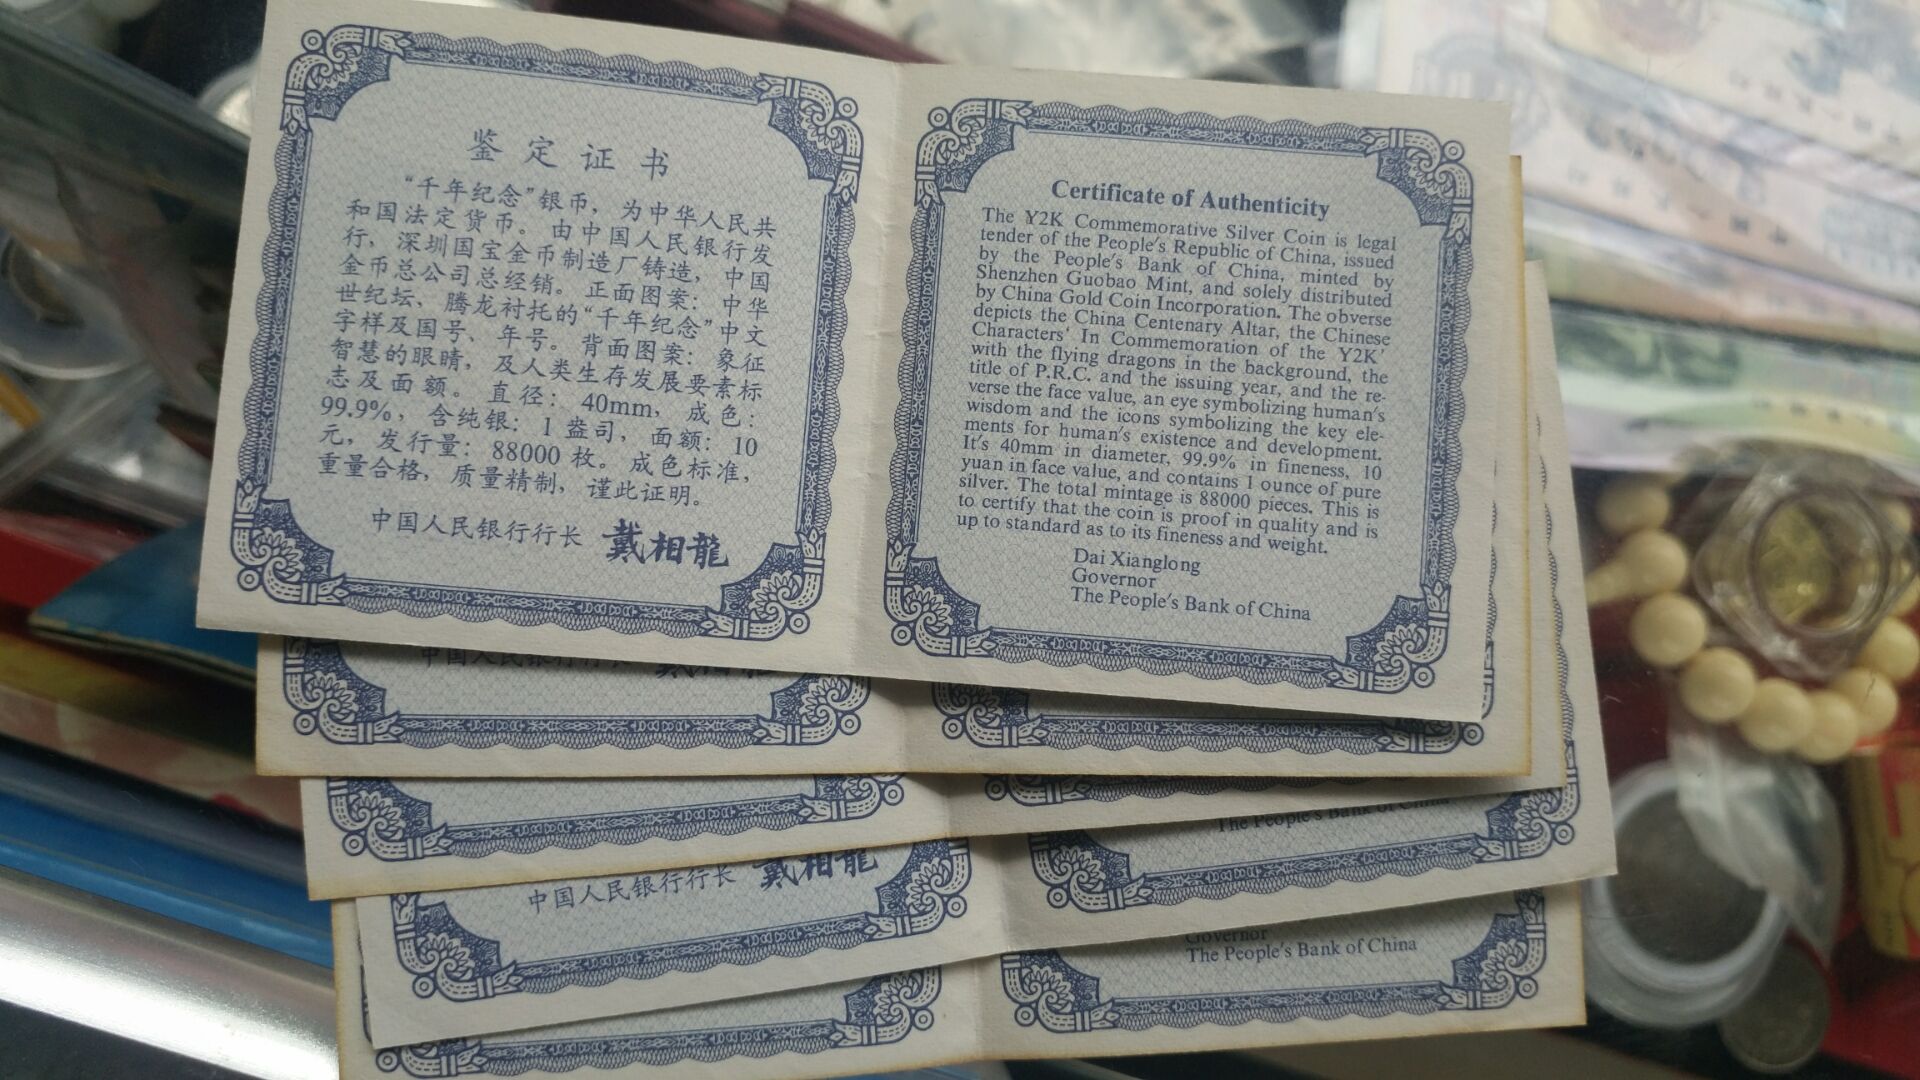 鉴定证书
“千年纪念”银币，为中华人民共
和国法定货币。由中国人民银行发
行，深圳国宝金币制造厂铸造，中国
金币总公司总经销。正面图案：中华
世纪坛、腾龙衬托的“千年纪念”中文
字样及国号、年号。背面图案：象征
智慧的眼睛，及人类生存发展要素标
志及面额。直径：40mm，成色：
99.9%，含纯银：1盎司，面额：10
元，发行量：88000枚。成色标准，
重量合格，质量精制，谨此证明。
中国人民银行行长 戴相龍
Certificate of Authenticity
The Y2K Commemorative Silver Coin is legal
tender of the People's Republic of China, issued
by the People's Bank of China, minted by
Shenzhen Guobao Mint, and solely distributed
by China Gold Coin Incorporation. The obverse
depicts the China Centenary Altar, the Chinese
Characters' In Commemoration of the Y2K'
with the flying dragons in the background, the
title of P.R.C. and the issuing year, and the re-
verse the face value, an eye symbolizing human's
wisdom and the icons symbolizing the key ele-
ments for human's existence and development.
It's 40mm in diameter, 99.9% in fineness, 10
yuan in face value, and contains 1 ounce of pure
silver. The total mintage is 88000 pieces. This is
to certify that the coin is proof in quality and is
up to standard as to its fineness and weight.
Dai Xianglong
Governor
The People's Bank of China
中国人民银行行长 戴相龍
The People's Bank of China
中国人民银行行长 戴相龍
Governor
The People's Bank of China